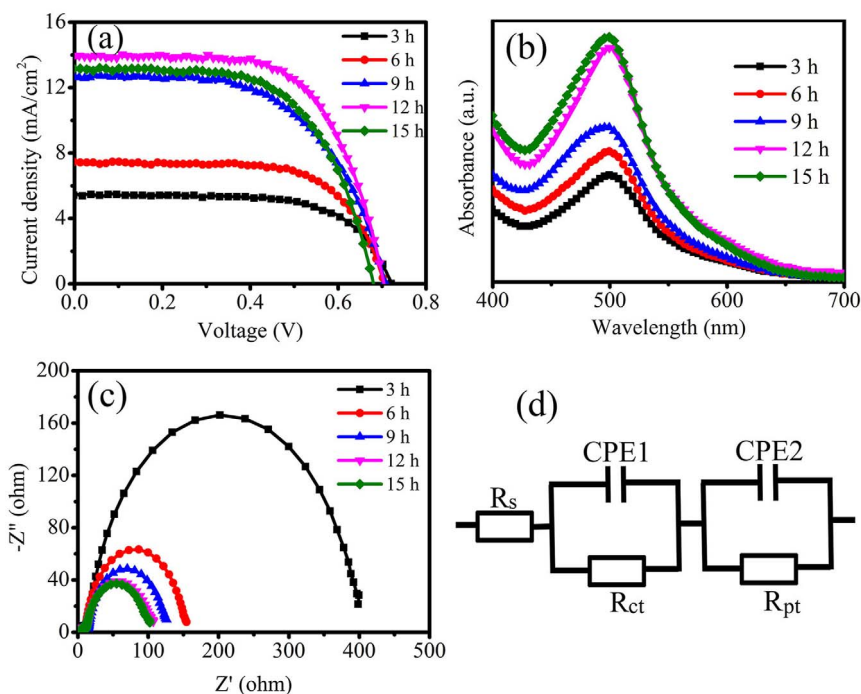 (a)
3 h
6 h
9 h
12 h
15 h
16
12
8
4
0
Current density (mA/cm²)
0.0
0.2
0.4
0.6
0.8
Voltage (V)
(b)
3 h
6 h
9 h
12 h
15 h
Absorbance (a.u.)
400
500
600
700
Wavelength (nm)
(c)
3 h
6 h
9 h
12 h
15 h
200
160
120
80
40
0
-Z" (ohm)
0
100
200
300
400
500
Z' (ohm)
(d)
CPE1
CPE2
Rs
Rct
Rpt